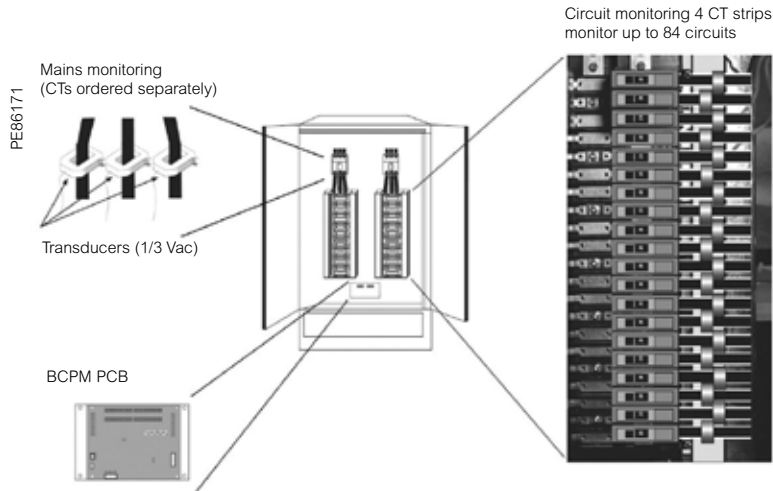 Circuit monitoring 4 CT strips
monitor up to 84 circuits
Mains monitoring
(CTs ordered separately)
PE86171
Transducers (1/3 Vac)
BCPM PCB